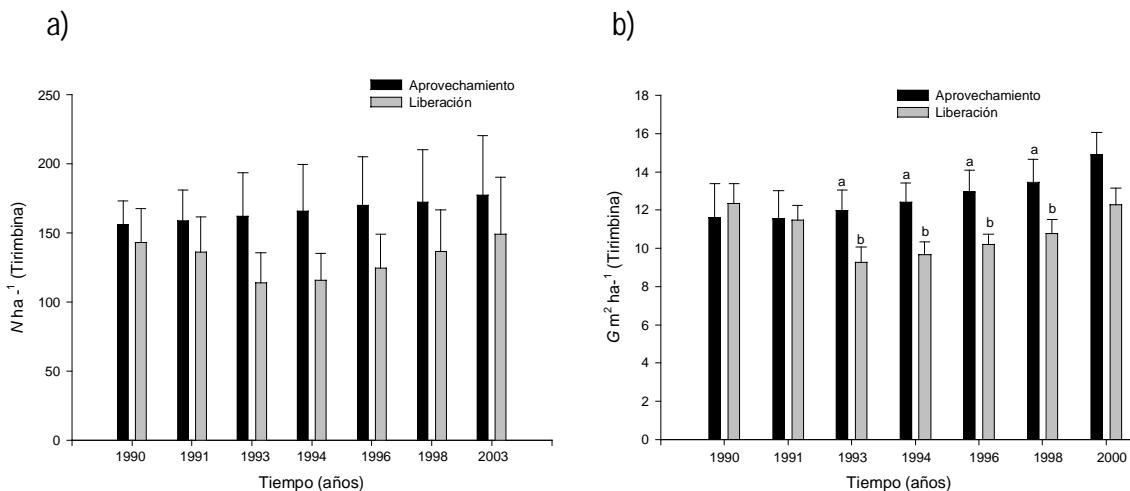 a)
Aprovechamiento
Liberación
250
200
150
100
50
0
N ha -1 (Tirimbina)
1990 1991 1993 1994 1996 1998 2003
Tiempo (años)
b)
Aprovechamiento
Liberación
18
16
14
12
10
8
6
4
2
0
G m2 ha-1 (Tirimbina)
a a a a
b b b b
1990 1991 1993 1994 1996 1998 2000
Tiempo (años)